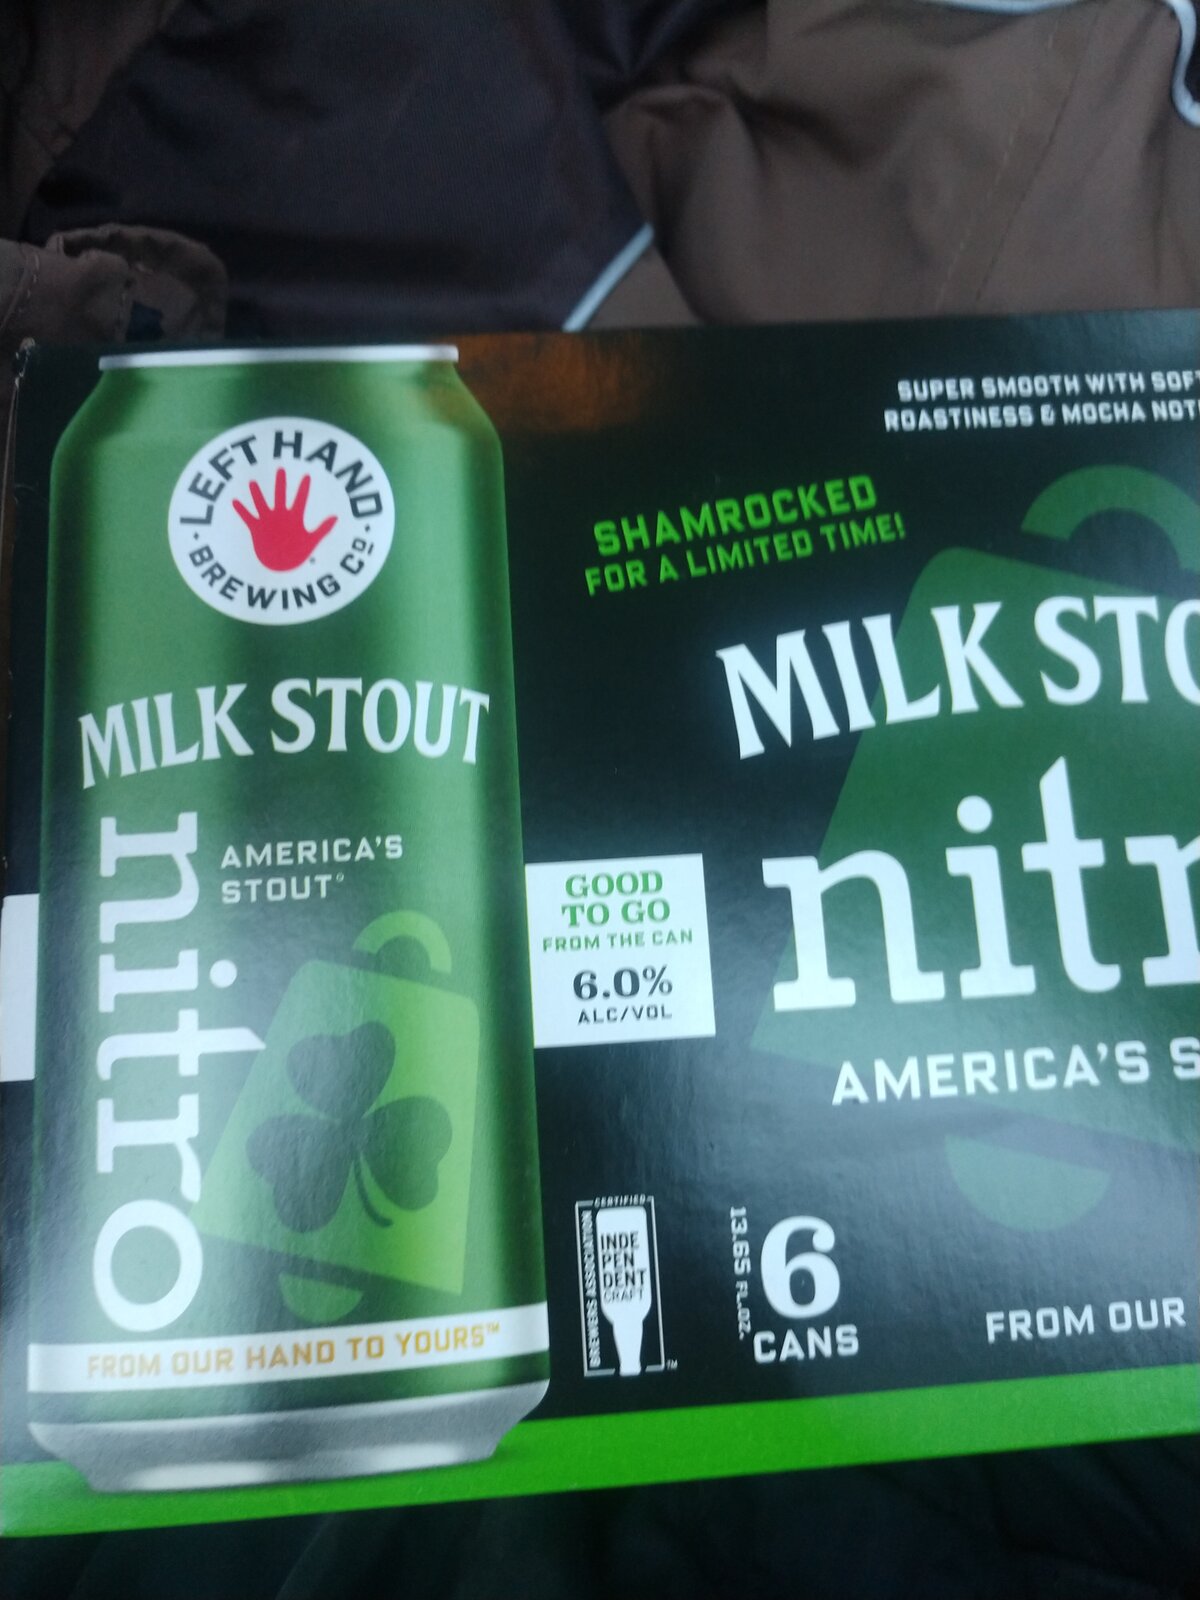 SUPER SMOOTH WITH SOFT
ROASTINESS & MOCHA NOT
SHAMROCKED
FOR A LIMITED TIME!
MILK STO
nitr
AMERICA'S S
LEFT HAND
BREWING Cº
MILK STOUT
nitro
AMERICA'S
STOUT®
FROM OUR HAND TO YOURS™
GOOD
TO GO
FROM THE CAN
6.0%
ALC/VOL
CERTIFIED
BREWERS ASSOCIATION
INDE
PEN
DENT
CRAFT
TM
13.65 FL.OZ.
6
CANS
FROM OUR